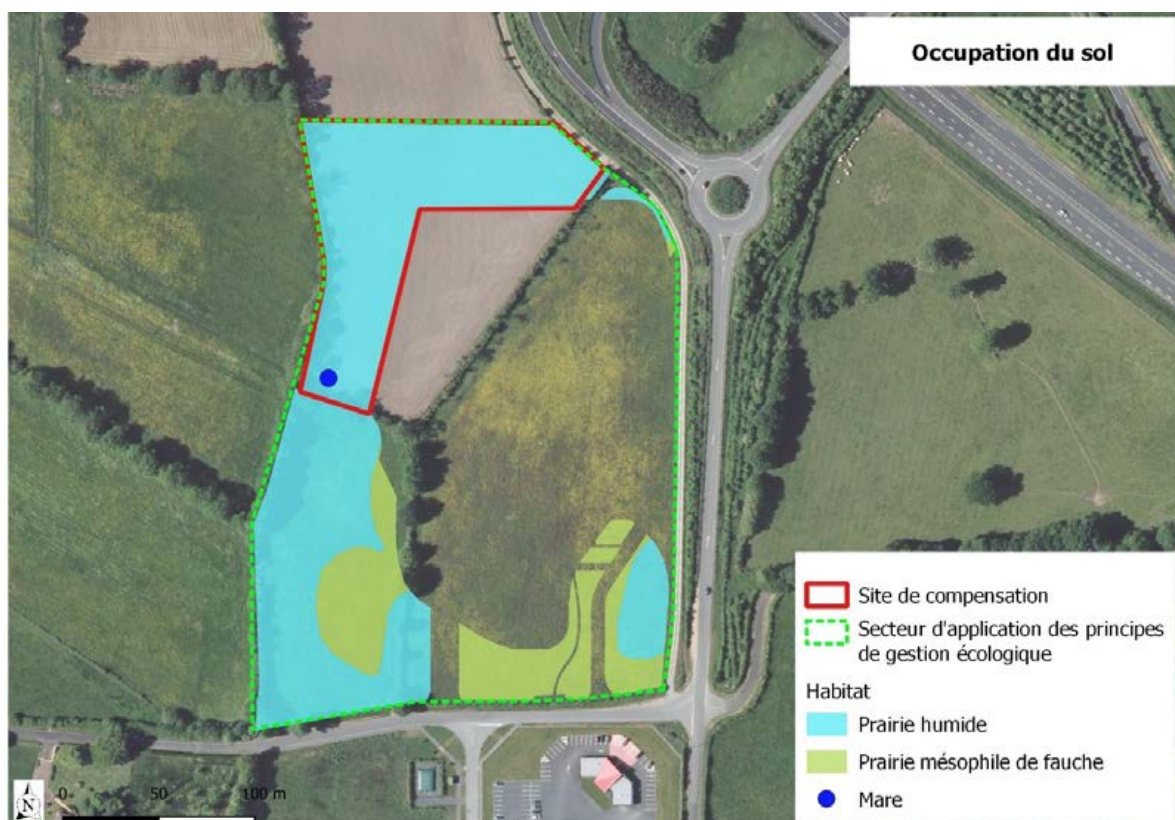 Occupation du sol
Site de compensation
Secteur d'application des principes
de gestion écologique
Habitat
Prairie humide
Prairie mésophile de fauche
Mare
N
0 50 100 m